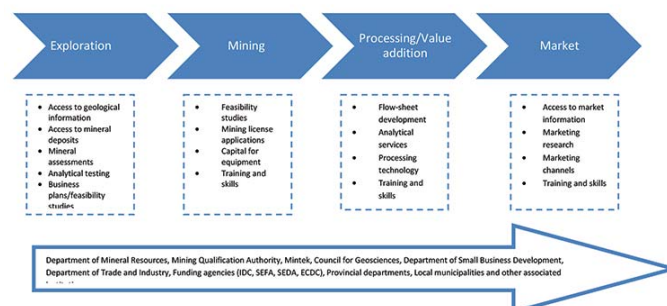 Exploration
Mining
Processing/Value
addition
Market
• Access to geological
information
• Access to mineral
deposits
• Mineral
assessments
• Analytical testing
• Business
plans/feasibility
studies
• Feasibility
studies
• Mining license
applications
• Capital for
equipment
• Training and
skills
• Flow-sheet
development
• Analytical
services
• Processing
technology
• Training and
skills
• Access to market
information
• Marketing
research
• Marketing
channels
• Training and skills
Department of Mineral Resources, Mining Qualification Authority, Mintek, Council for Geosciences, Department of Small Business Development,
Department of Trade and Industry, Funding agencies (IDC, SEFA, SEDA, ECDC), Provincial departments, Local municipalities and other associated